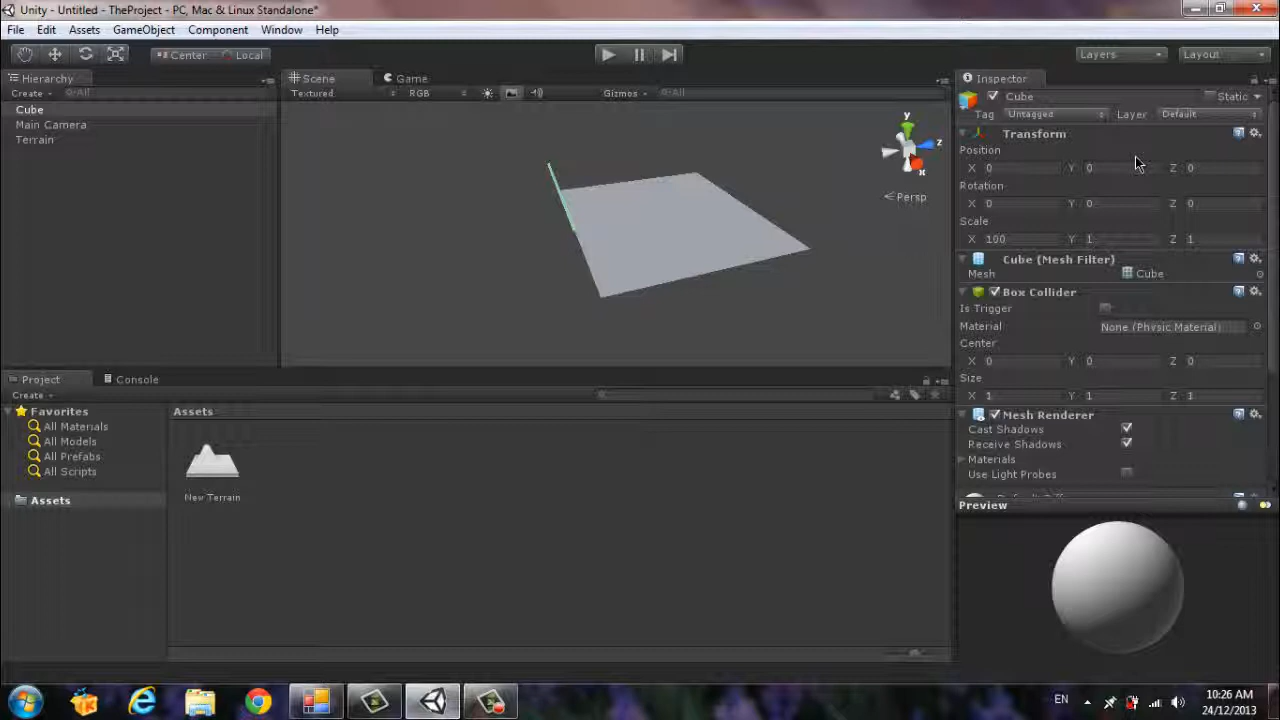 Unity - Untitled - TheProject - PC, Mac & Linux Standalone*
File Edit Assets GameObject Component Window Help
Center Local
Layers Layout
Hierarchy
Create All
Cube
Main Camera
Terrain
Scene Game
Textured RGB Gizmos All
y
z
x
Persp
Inspector
Cube Static
Tag Untagged Layer Default
Transform
Position
X 0 Y 0 Z 0
Rotation
X 0 Y 0 Z 0
Scale
X 100 Y 1 Z 1
Cube (Mesh Filter)
Mesh Cube
Box Collider
Is Trigger
Material None (Physic Material)
Center
X 0 Y 0 Z 0
Size
X 1 Y 1 Z 1
Mesh Renderer
Cast Shadows
Receive Shadows
Materials
Use Light Probes
Preview
Project Console
Create
Favorites
All Materials
All Models
All Prefabs
All Scripts
Assets
Assets
New Terrain
EN
10:26 AM
24/12/2013